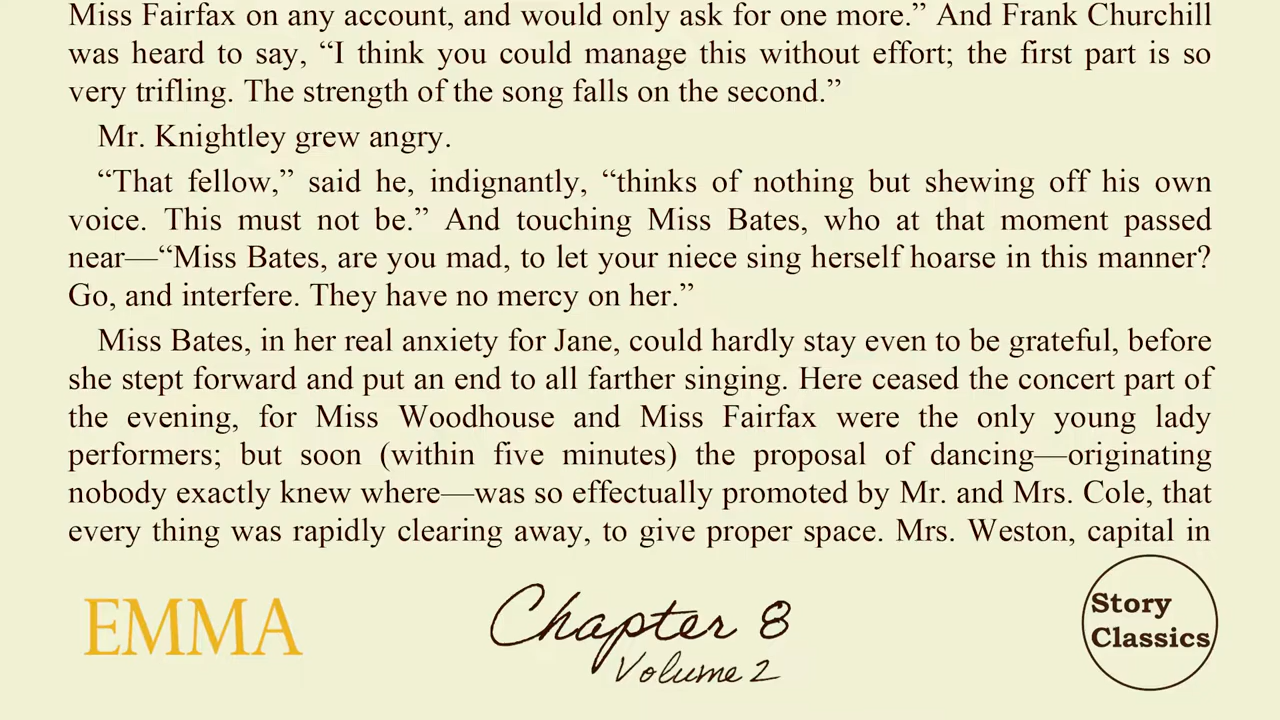 Miss Fairfax on any account, and would only ask for one more.” And Frank Churchill
was heard to say, “I think you could manage this without effort; the first part is so
very trifling. The strength of the song falls on the second.”
Mr. Knightley grew angry.
“That fellow,” said he, indignantly, “thinks of nothing but shewing off his own
voice. This must not be.” And touching Miss Bates, who at that moment passed
near—“Miss Bates, are you mad, to let your niece sing herself hoarse in this manner?
Go, and interfere. They have no mercy on her.”
Miss Bates, in her real anxiety for Jane, could hardly stay even to be grateful, before
she stept forward and put an end to all farther singing. Here ceased the concert part of
the evening, for Miss Woodhouse and Miss Fairfax were the only young lady
performers; but soon (within five minutes) the proposal of dancing—originating
nobody exactly knew where—was so effectually promoted by Mr. and Mrs. Cole, that
every thing was rapidly clearing away, to give proper space. Mrs. Weston, capital in
EMMA
Chapter 8
Volume 2
Story
Classics